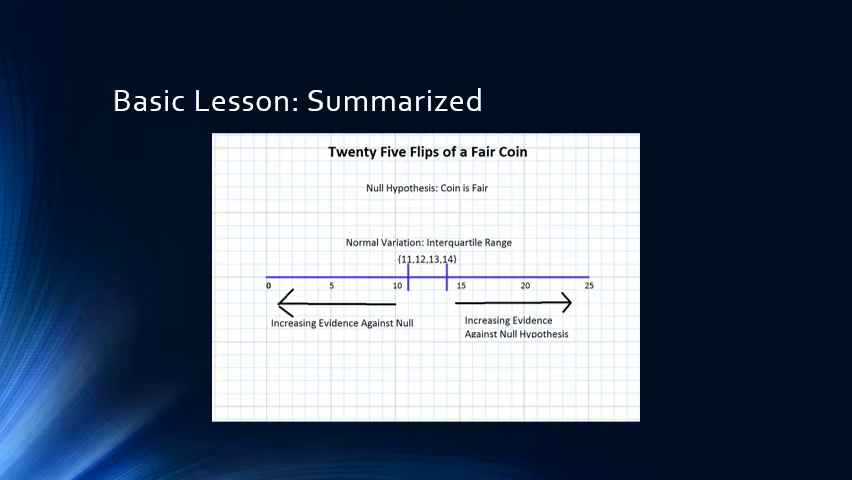 Basic Lesson: Summarized
Twenty Five Flips of a Fair Coin
Null Hypothesis: Coin is Fair
Normal Variation: Interquartile Range
{11,12,13,14}
0 5 10 15 20 25
Increasing Evidence Against Null
Increasing Evidence
Against Null Hypothesis